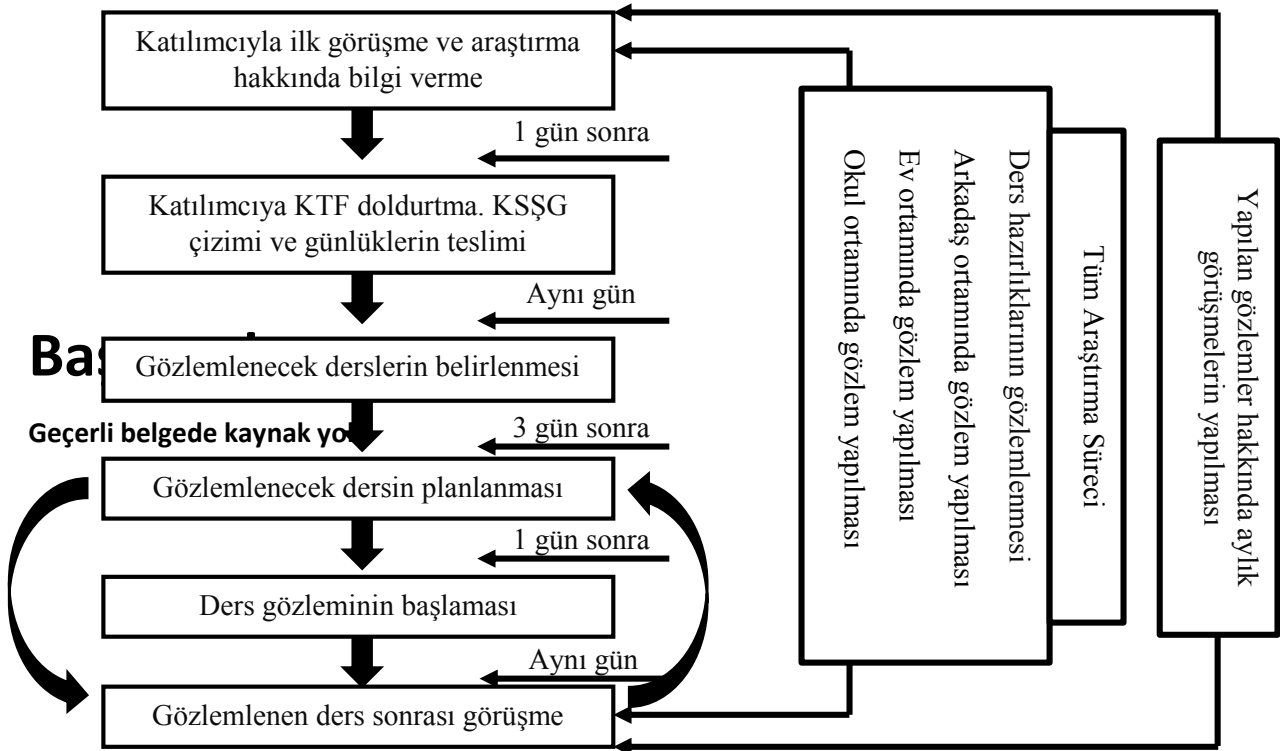 Katılımcıyla ilk görüşme ve araştırma
hakkında bilgi verme
1 gün sonra
Katılımcıya KTF doldurtma. KSŞG
çizimi ve günlüklerin teslimi
Aynı gün
Gözlemlenecek derslerin belirlenmesi
Geçerli belgede kaynak
3 gün sonra
Gözlemlenecek dersin planlanması
1 gün sonra
Ders gözleminin başlaması
Aynı gün
Gözlemlenen ders sonrası görüşme
Ders hazırlıklarının gözlemlenmesi
Arkadaş ortamında gözlem yapılması
Ev ortamında gözlem yapılması
Okul ortamında gözlem yapılması
Tüm Araştırma Süreci
Yapılan gözlemler hakkında aylık
görüşmelerin yapılması